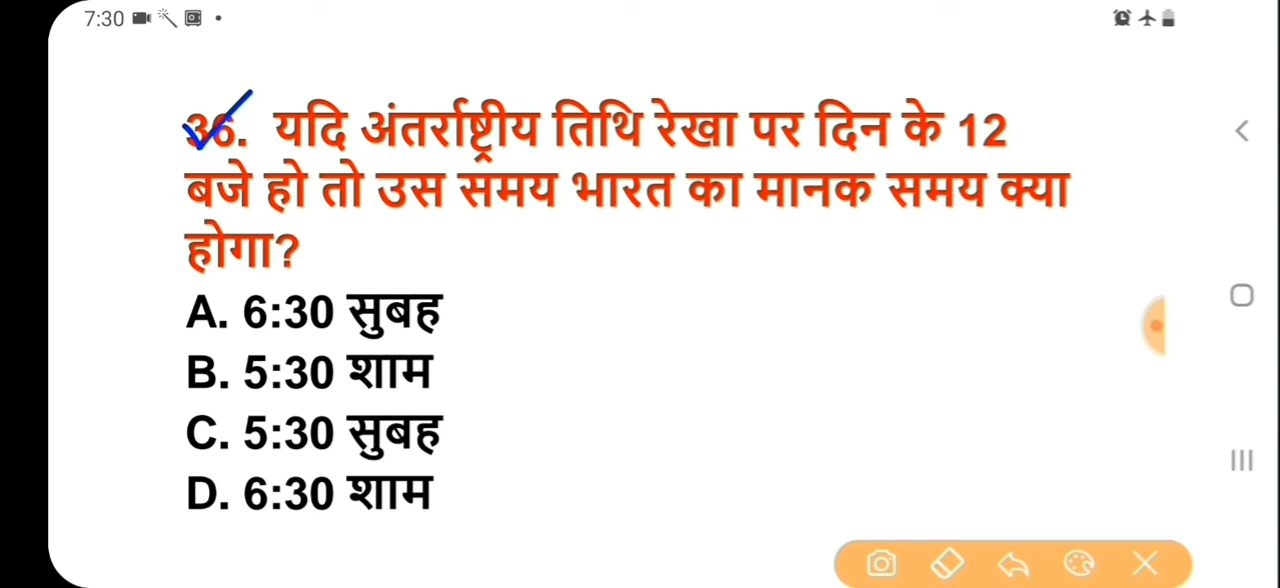 7:30
36. यदि अंतर्राष्ट्रीय तिथि रेखा पर दिन के 12
बजे हो तो उस समय भारत का मानक समय क्या
होगा?
A. 6:30 सुबह
B. 5:30 शाम
C. 5:30 सुबह
D. 6:30 शाम